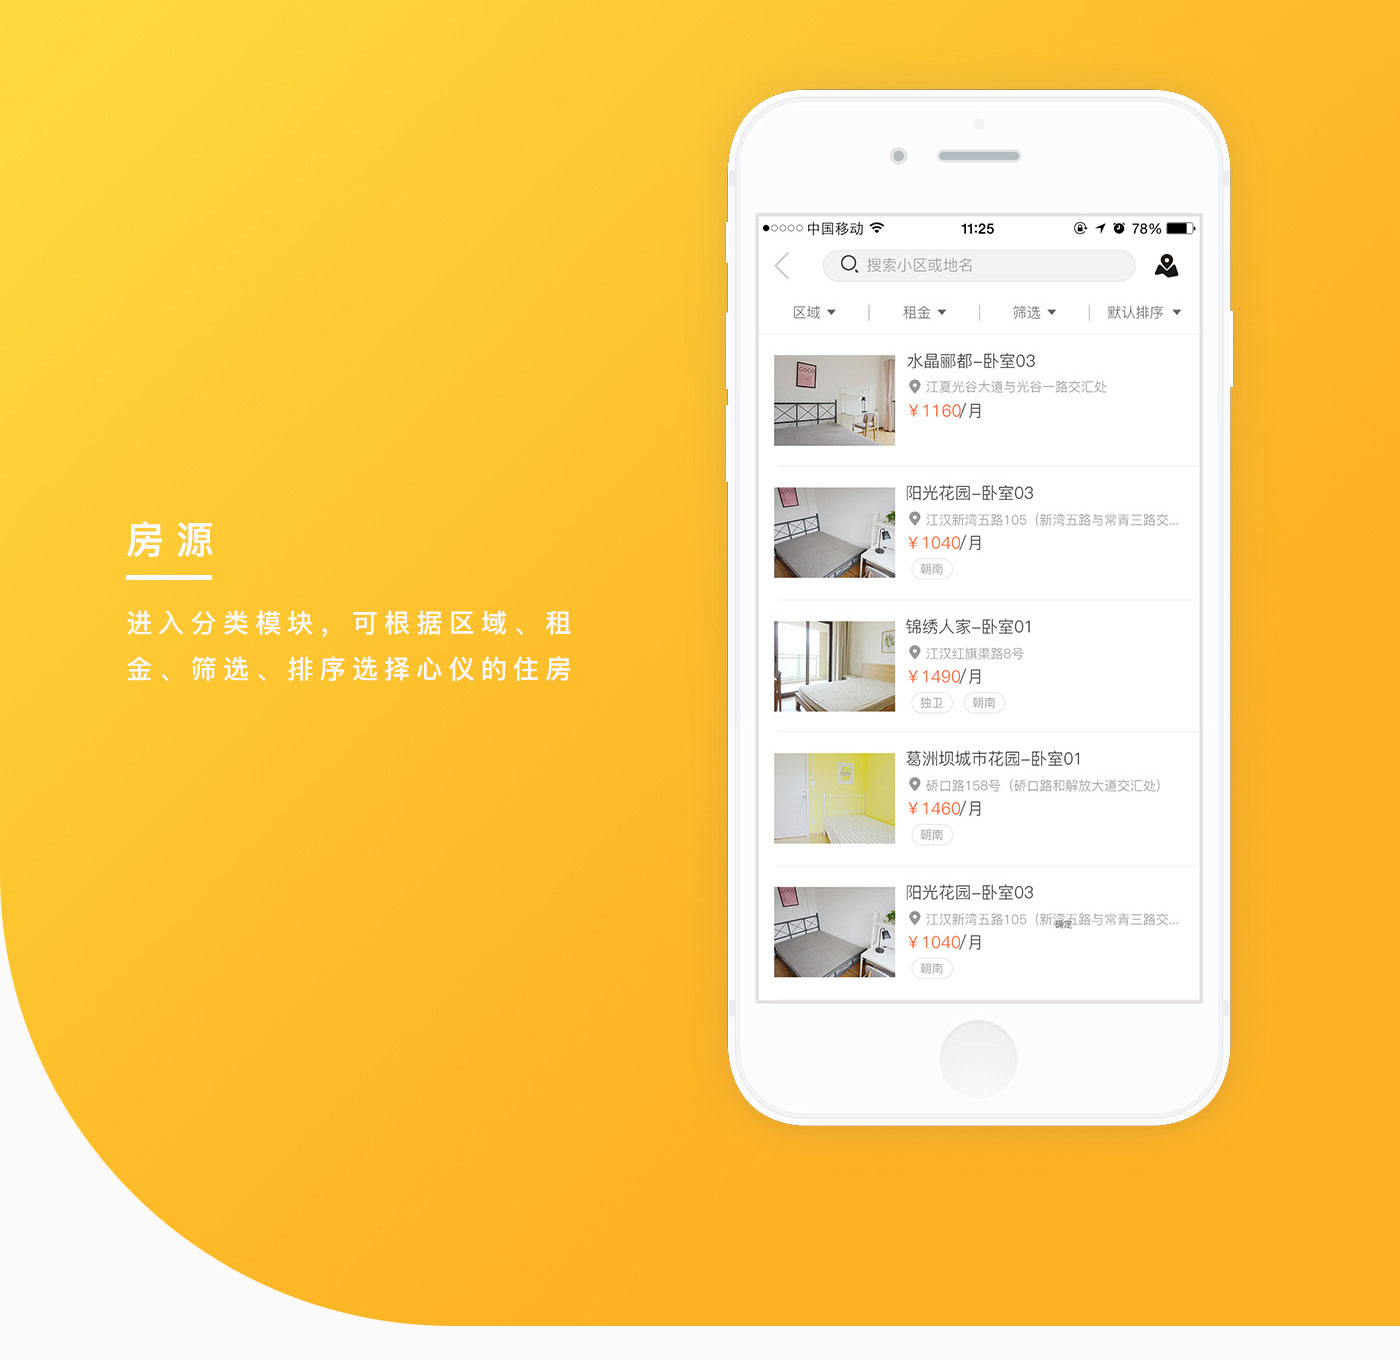 房源
进入分类模块，可根据区域、租
金、筛选、排序选择心仪的住房
中国移动 11:25 78%
搜索小区或地名
区域 租金 筛选 默认排序
COCO
水晶郦都-卧室03
江夏光谷大道与光谷一路交汇处
￥1160/月
阳光花园-卧室03
江汉新湾五路105（新湾五路与常青三路交...
￥1040/月
朝南
锦绣人家-卧室01
江汉红旗渠路8号
￥1490/月
独卫 朝南
葛洲坝城市花园-卧室01
硚口路158号（硚口路和解放大道交汇处）
￥1460/月
朝南
阳光花园-卧室03
江汉新湾五路105（新湾五路与常青三路交...
确定
￥1040/月
朝南